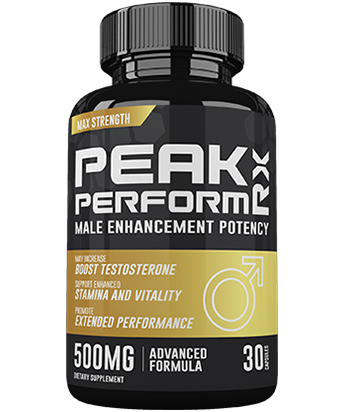 MAX STRENGTH
PEAK
PERFORM
RX
MALE ENHANCEMENT POTENCY
MAY INCREASE
BOOST TESTOSTERONE
SUPPORT ENHANCED
STAMINA AND VITALITY
PROMOTE
EXTENDED PERFORMANCE
500MG
DIETARY SUPPLEMENT
ADVANCED
FORMULA
30
CAPSULES